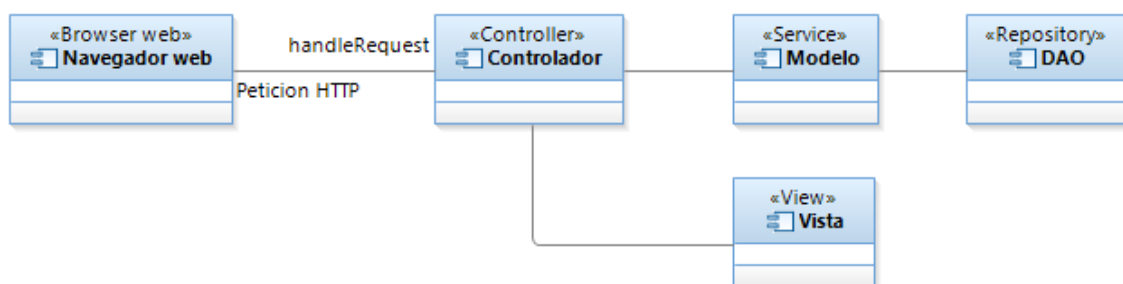 «Browser web»
Navegador web
handleRequest
Peticion HTTP
«Controller»
Controlador
«Service»
Modelo
«Repository»
DAO
«View»
Vista